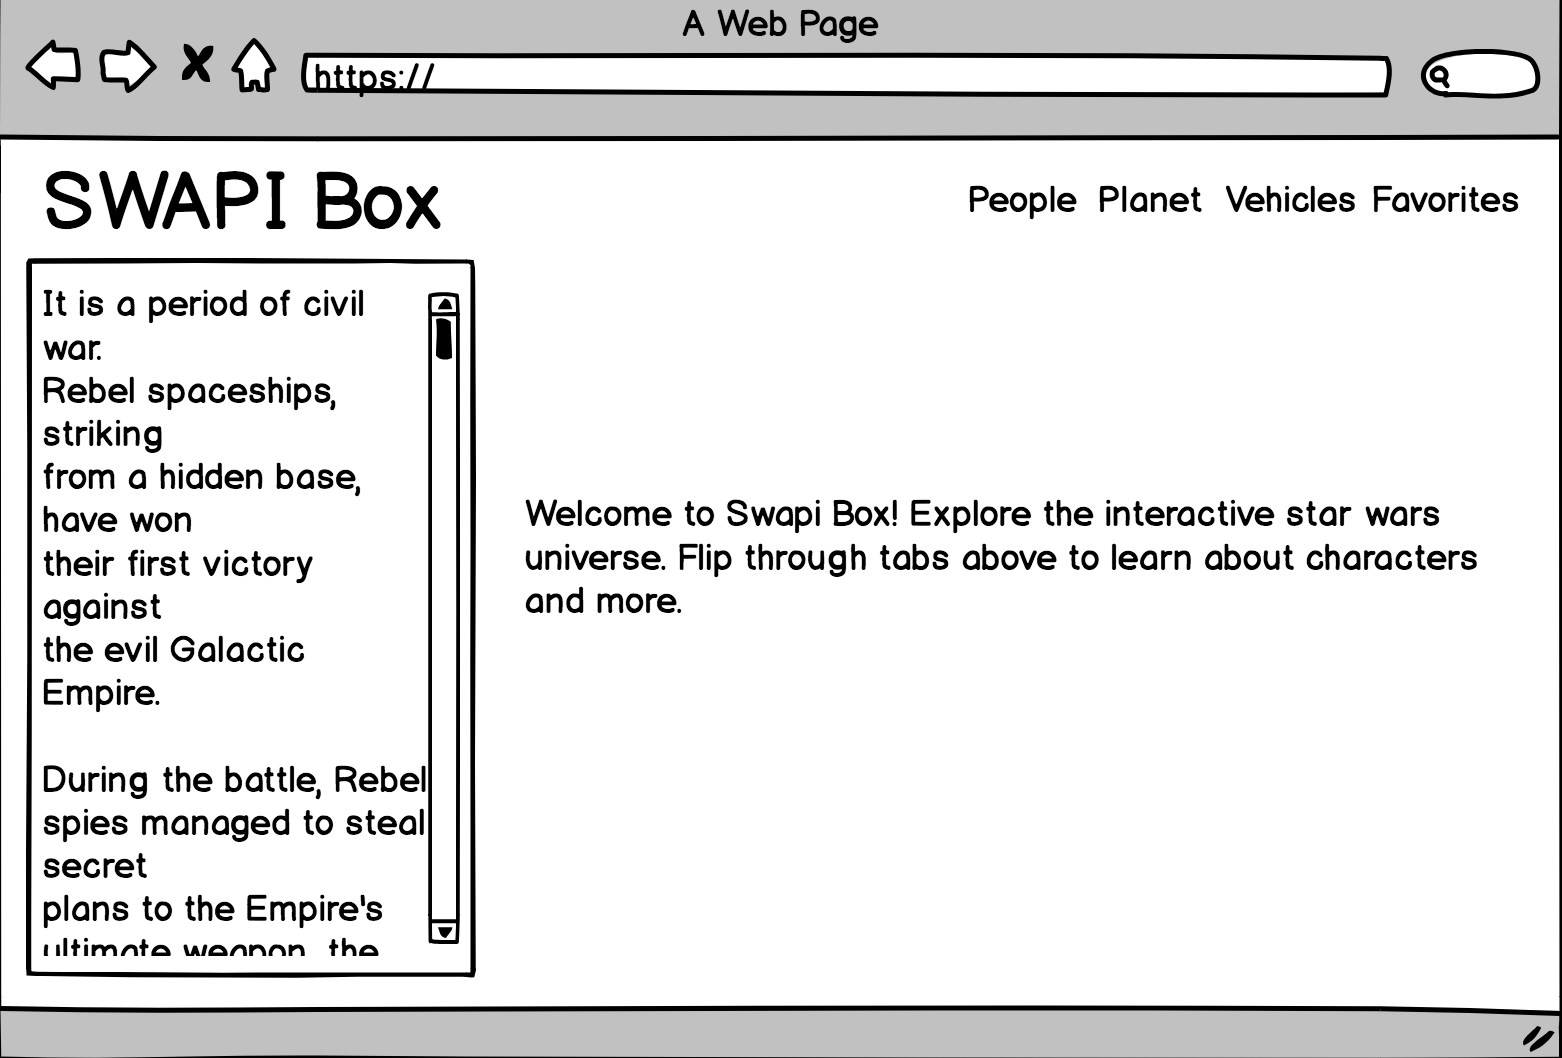 A Web Page
https://
SWAPI Box
People Planet Vehicles Favorites
It is a period of civil
war.
Rebel spaceships,
striking
from a hidden base,
have won
their first victory
against
the evil Galactic
Empire.
During the battle, Rebel
spies managed to steal
secret
plans to the Empire's
ultimate weapon, the
Welcome to Swapi Box! Explore the interactive star wars
universe. Flip through tabs above to learn about characters
and more.